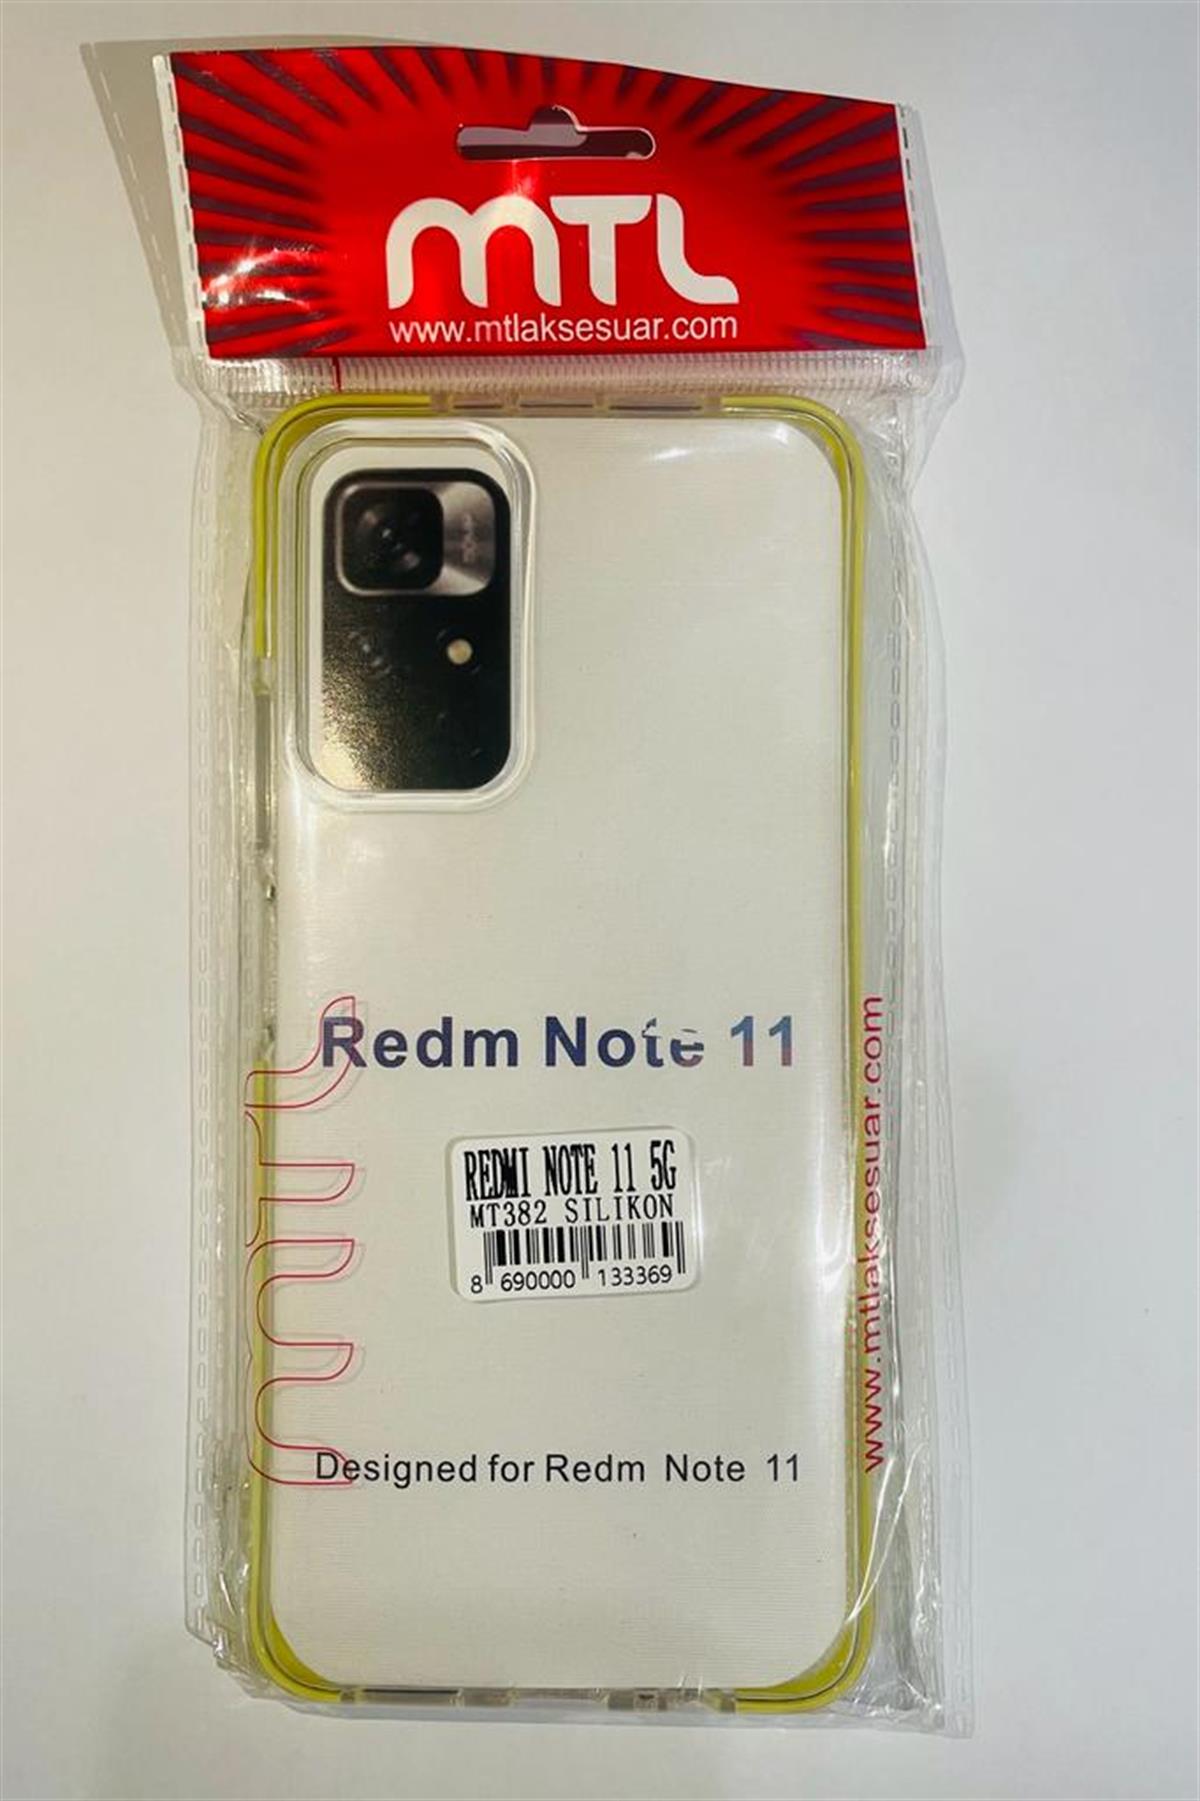 MTL
www.mtlaksesuar.com
Redm Note 11
REDMI NOTE 11 5G
MT382 SILIKON
8 690000 133369
Designed for Redm Note 11
www.mtlaksesuar.com
mTL